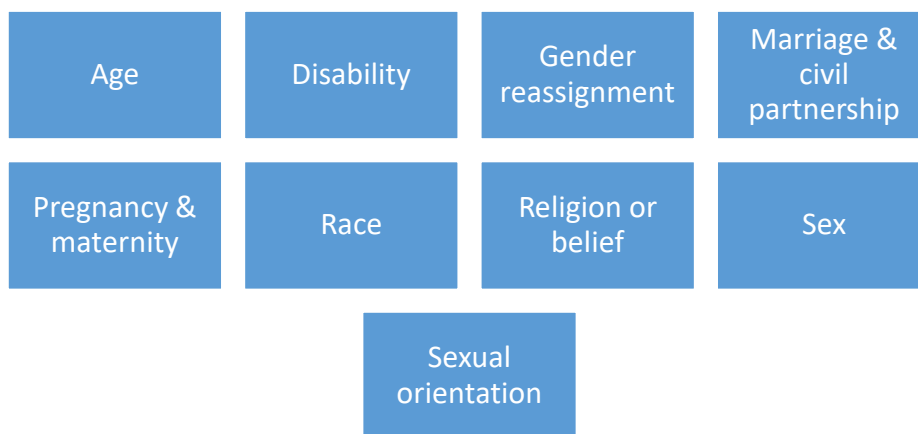 Age
Disability
Gender
reassignment
Marriage &
civil
partnership
Pregnancy &
maternity
Race
Religion or
belief
Sex
Sexual
orientation